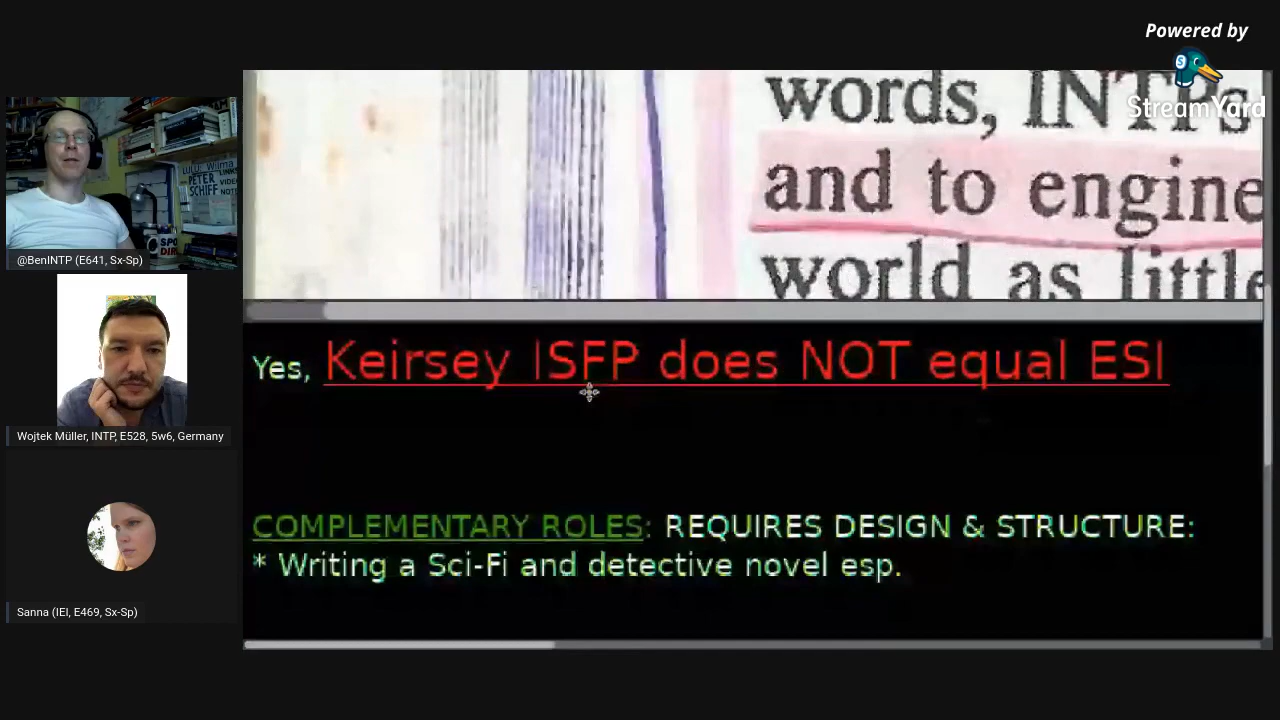 Powered by
StreamYard
@BenINTP (E641, Sx-Sp)
Wojtek Müller, INTP, E528, 5w6, Germany
Sanna (IEI, E469, Sx-Sp)
PETER
SCHIFF
words, INTPs
and to engine
world as little
Yes, Keirsey ISFP does NOT equal ESI
COMPLEMENTARY ROLES: REQUIRES DESIGN & STRUCTURE:
* Writing a Sci-Fi and detective novel esp.